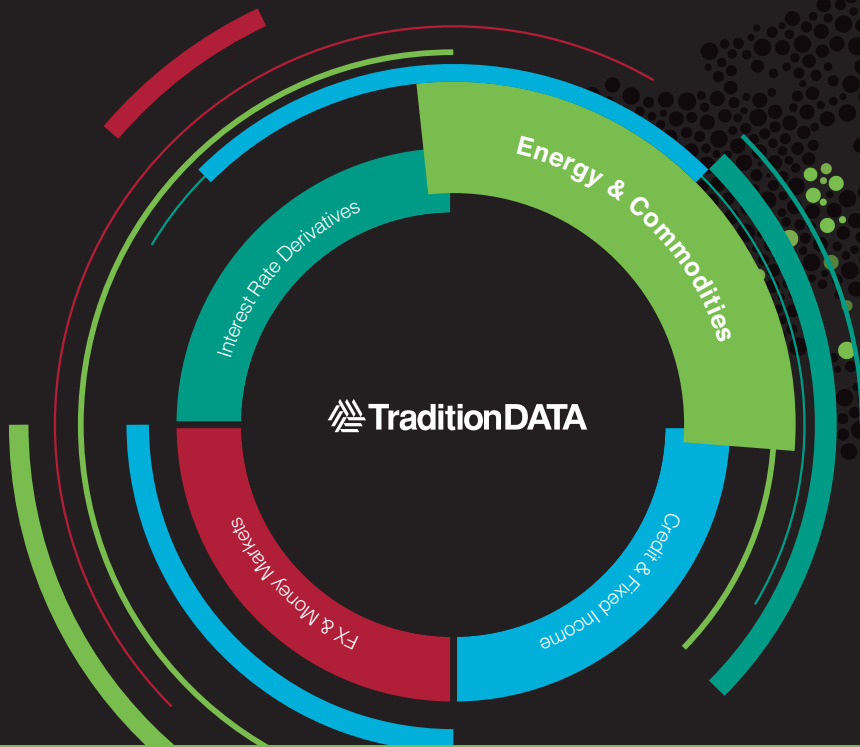 Energy & Commodities
Interest Rate Derivatives
TraditionDATA
FX & Money Markets
Credit & Fixed Income